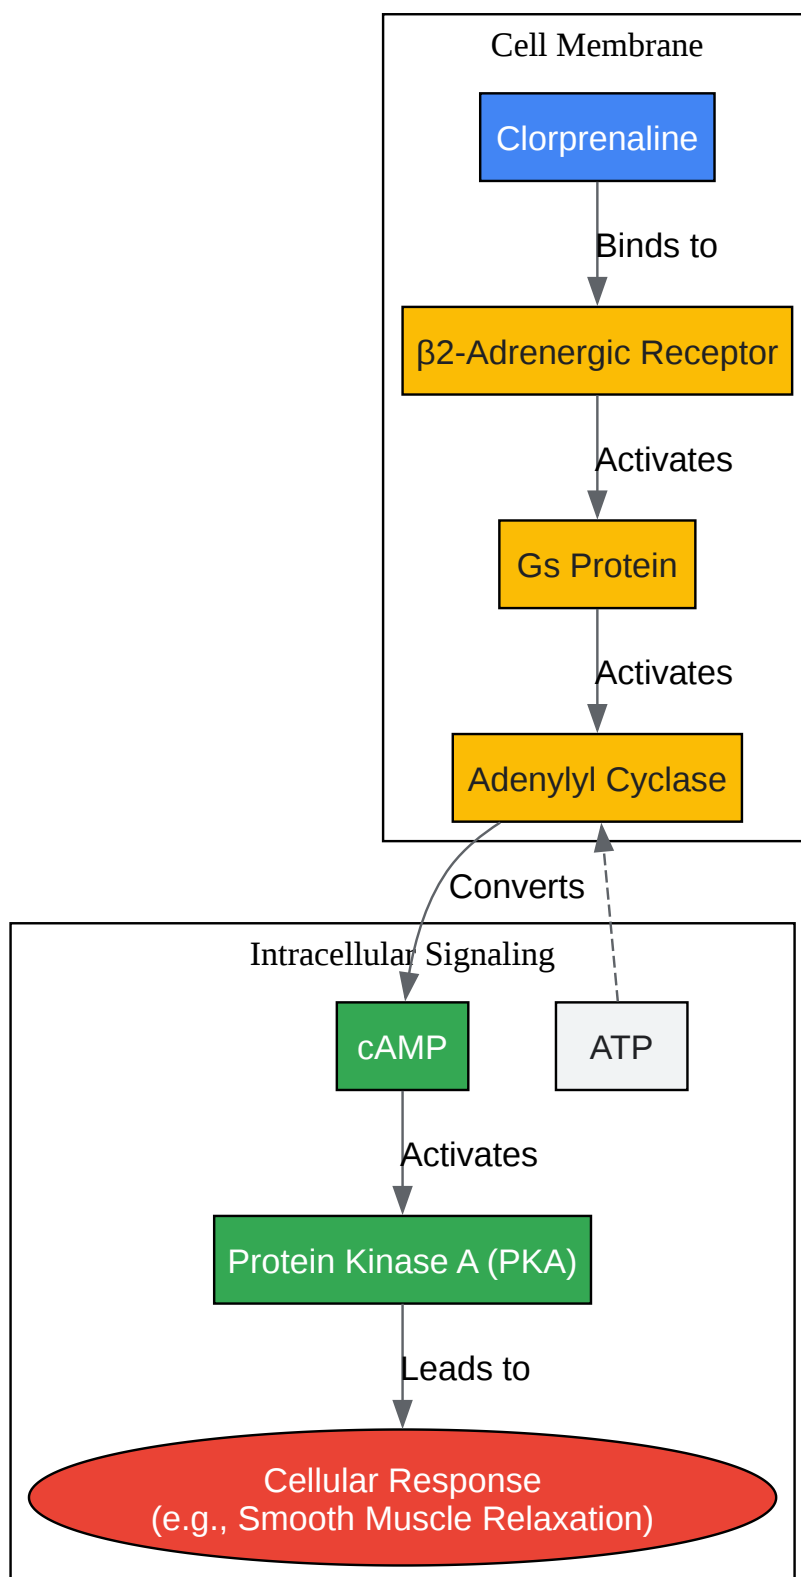 Cell Membrane
Clorprenaline
Binds to
β2-Adrenergic Receptor
Activates
Gs Protein
Activates
Adenylyl Cyclase
Converts
Intracellular Signaling
cAMP
ATP
Activates
Protein Kinase A (PKA)
Leads to
Cellular Response
(e.g., Smooth Muscle Relaxation)